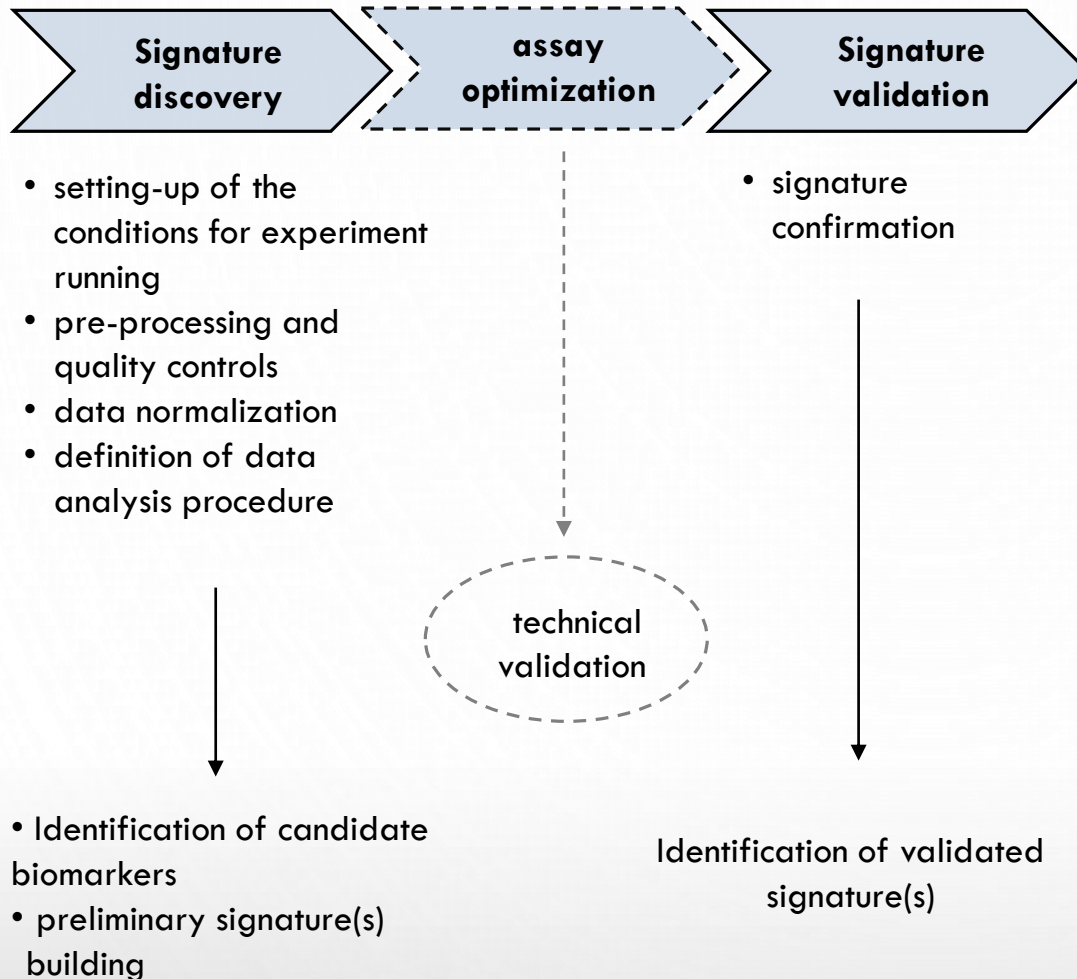 Signature
discovery
assay
optimization
Signature
validation
• setting-up of the
conditions for experiment
running
• pre-processing and
quality controls
• data normalization
• definition of data
analysis procedure
• signature
confirmation
technical
validation
• Identification of candidate
biomarkers
• preliminary signature(s)
building
Identification of validated
signature(s)